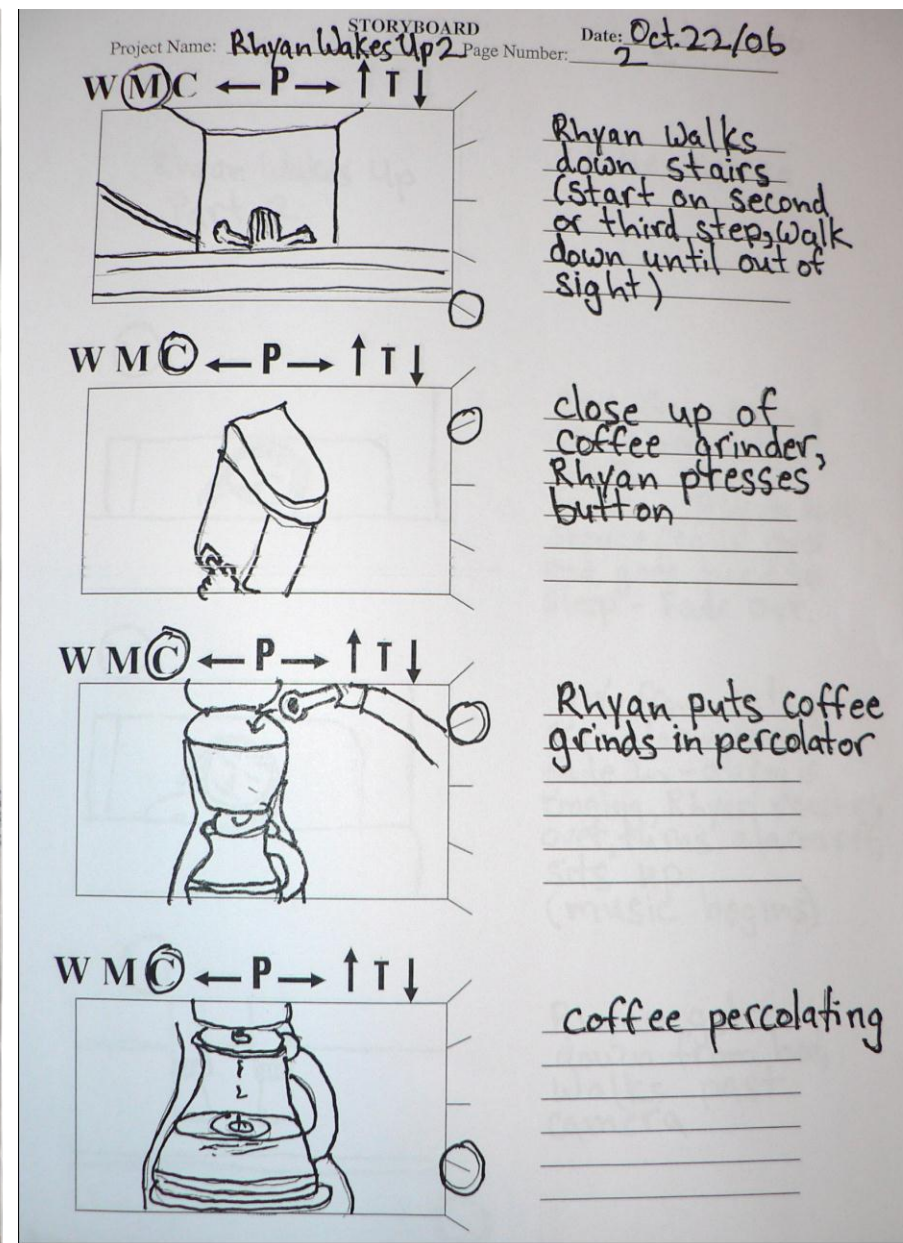 STORYBOARD
Project Name: Rhyan Wakes Up 2 Page Number: 2 Date: Oct. 22/06
W M C ← P → ↑ T ↓
Rhyan walks
down stairs
(start on second
or third step, walk
down until out of
sight)
W M C ← P → ↑ T ↓
close up of
coffee grinder,
Rhyan presses
button
W M C ← P → ↑ T ↓
Rhyan puts coffee
grinds in percolator
W M C ← P → ↑ T ↓
coffee percolating